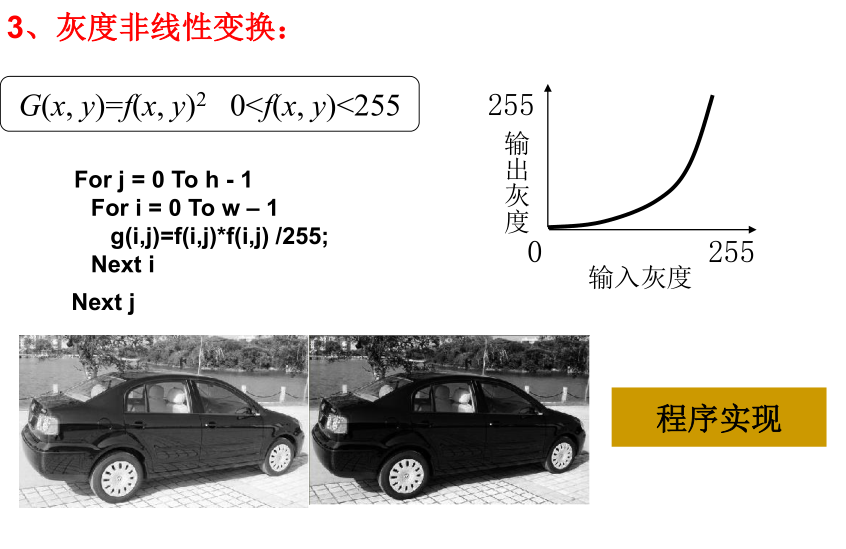 3、灰度非线性变换：
G(x, y)=f(x, y)² 0<f(x, y)<255
For j = 0 To h - 1
For i = 0 To w – 1
g(i,j)=f(i,j)*f(i,j) /255;
Next i
Next j
255
输出灰度
0
255
输入灰度
程序实现